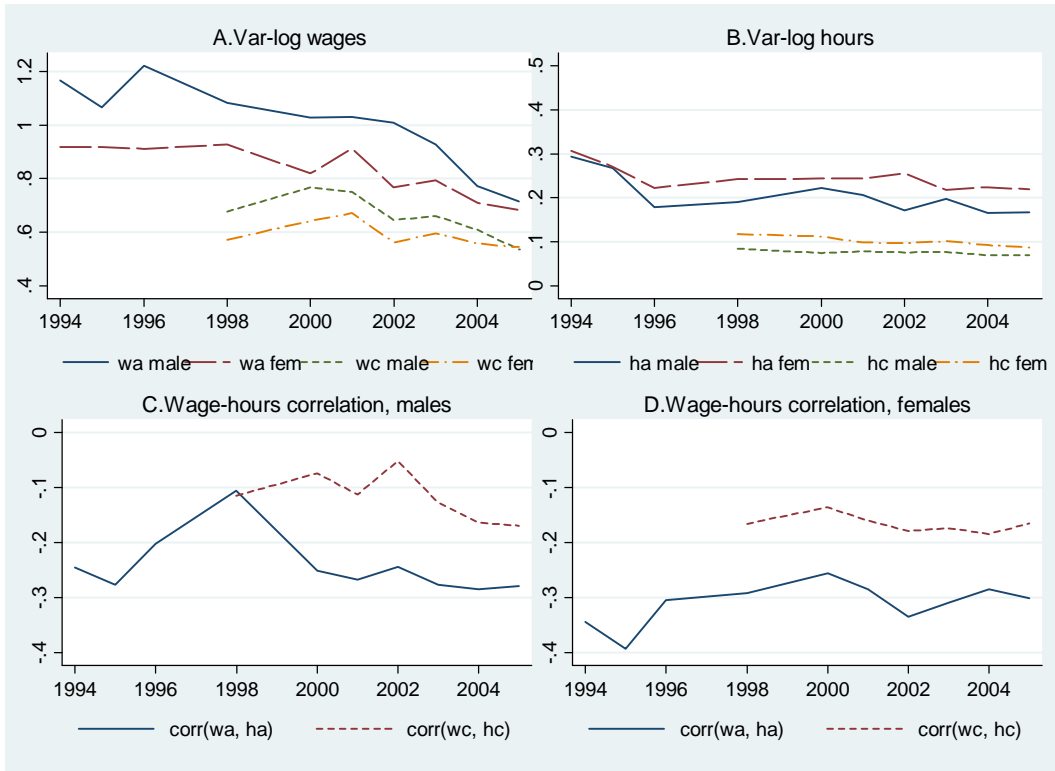 A.Var-log wages
1.2
1
.8
.6
.4
1994 1996 1998 2000 2002 2004
wa male wa fem wc male wc fem
B.Var-log hours
.5
.4
.3
.2
.1
0
1994 1996 1998 2000 2002 2004
ha male ha fem hc male hc fem
C.Wage-hours correlation, males
0
-.1
-.2
-.3
-.4
1994 1996 1998 2000 2002 2004
corr(wa, ha) corr(wc, hc)
D.Wage-hours correlation, females
0
-.1
-.2
-.3
-.4
1994 1996 1998 2000 2002 2004
corr(wa, ha) corr(wc, hc)